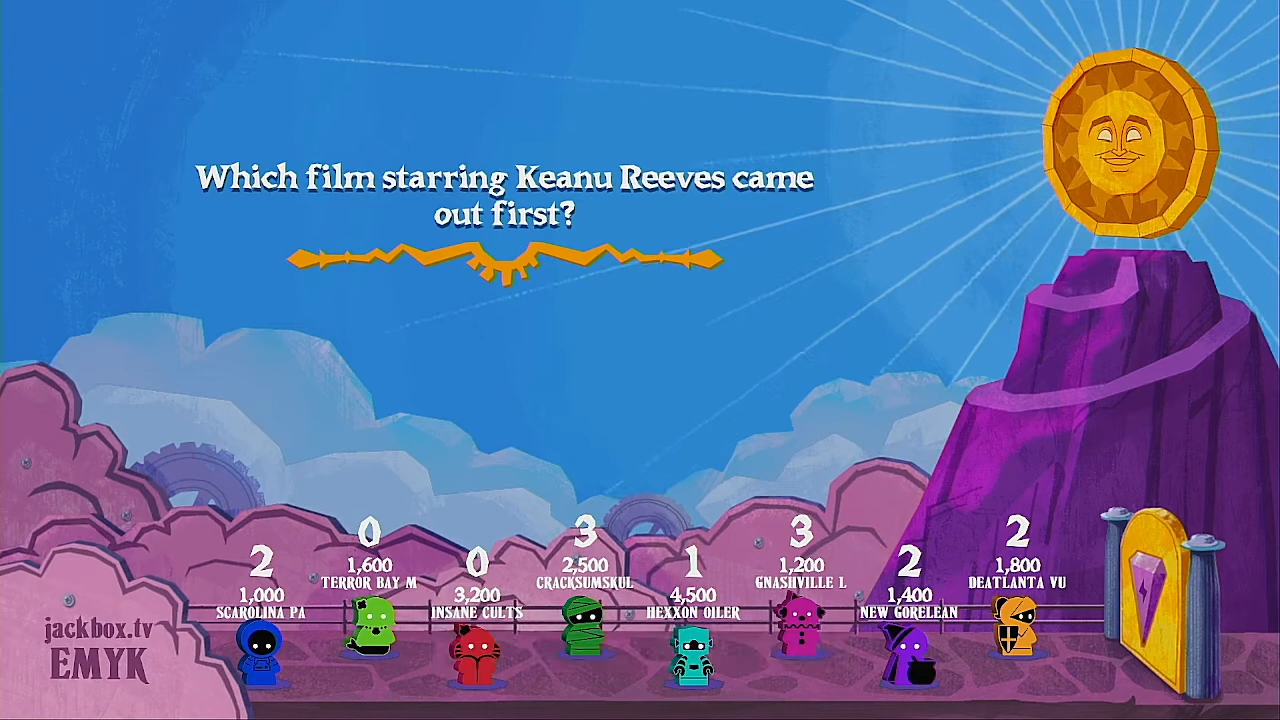 Which film starring Keanu Reeves came
out first?
2
1,000
SCAROLINA PA
0
1,600
TERROR BAY M
0
3,200
INSANE CULTS
3
2,500
CRACKSUMSKUL
1
4,500
HEXXON OILER
3
1,200
GNASHVILLE L
2
1,400
NEW GORELEAN
2
1,800
DEATLANTA VU
jackbox.tv
EMYK